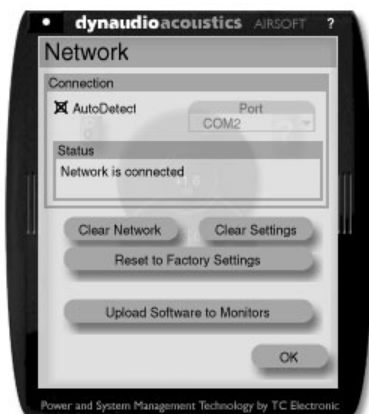 dynaudioacoustics AIRSOFT ?
Network
Connection
AutoDetect
Port
COM2
Status
Network is connected
Clear Network
Clear Settings
Reset to Factory Settings
Upload Software to Monitors
OK
Power and System Management Technology by TC Electronic